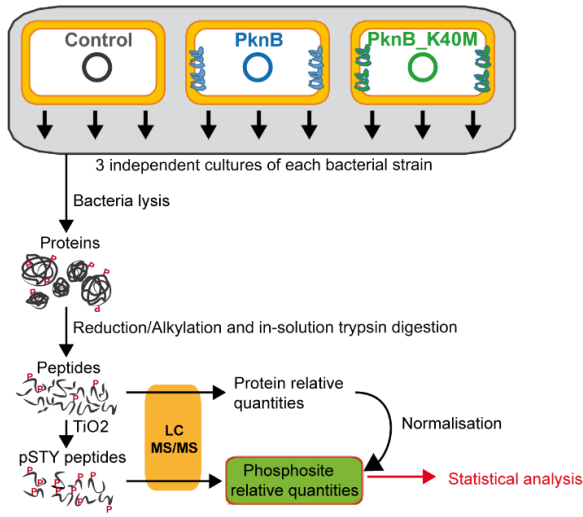 Control
PknB
PknB_K40M
3 independent cultures of each bacterial strain
Bacteria lysis
Proteins
P P P P P P P
Reduction/Alkylation and in-solution trypsin digestion
Peptides
P P P P
TiO2
pSTY peptides
P P P P P P P P P
LC
MS/MS
Protein relative
quantities
Normalisation
Phosphosite
relative quantities
Statistical analysis